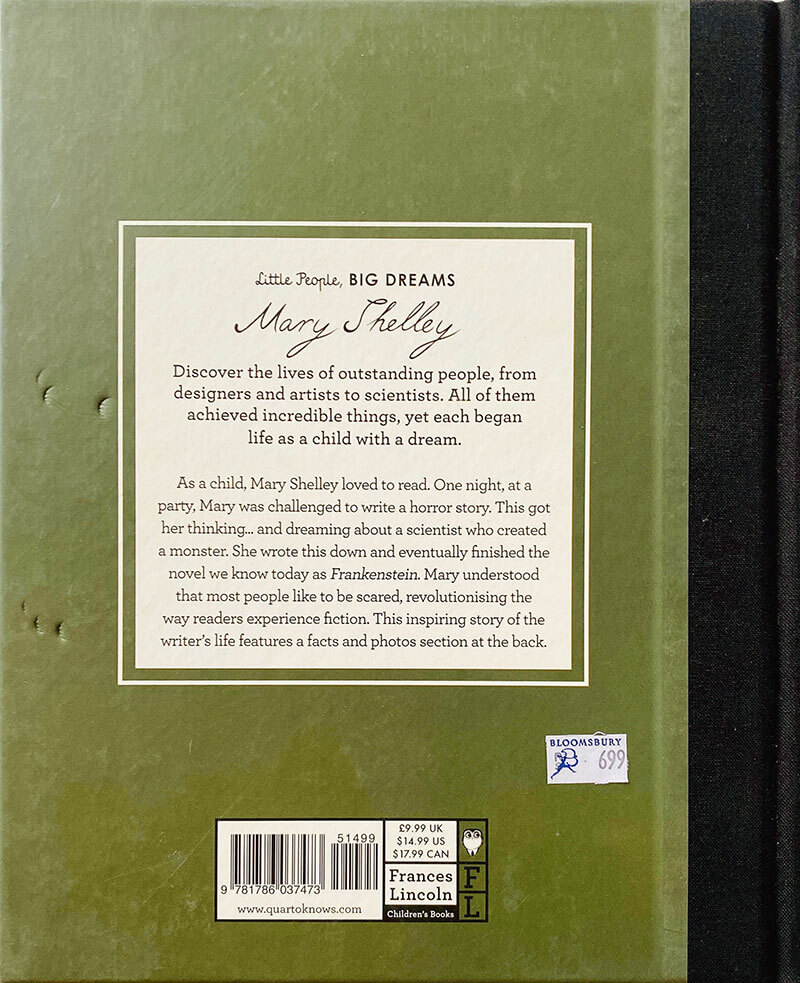 Little People, BIG DREAMS
Mary Shelley
Discover the lives of outstanding people, from
designers and artists to scientists. All of them
achieved incredible things, yet each began
life as a child with a dream.
As a child, Mary Shelley loved to read. One night, at a
party, Mary was challenged to write a horror story. This got
her thinking... and dreaming about a scientist who created
a monster. She wrote this down and eventually finished the
novel we know today as Frankenstein. Mary understood
that most people like to be scared, revolutionising the
way readers experience fiction. This inspiring story of the
writer's life features a facts and photos section at the back.
BLOOMSBURY
699
51499
9 781786 037473
www.quartoknows.com
£9.99 UK
$14.99 US
$17.99 CAN
Frances
Lincoln
Children's Books
F
L